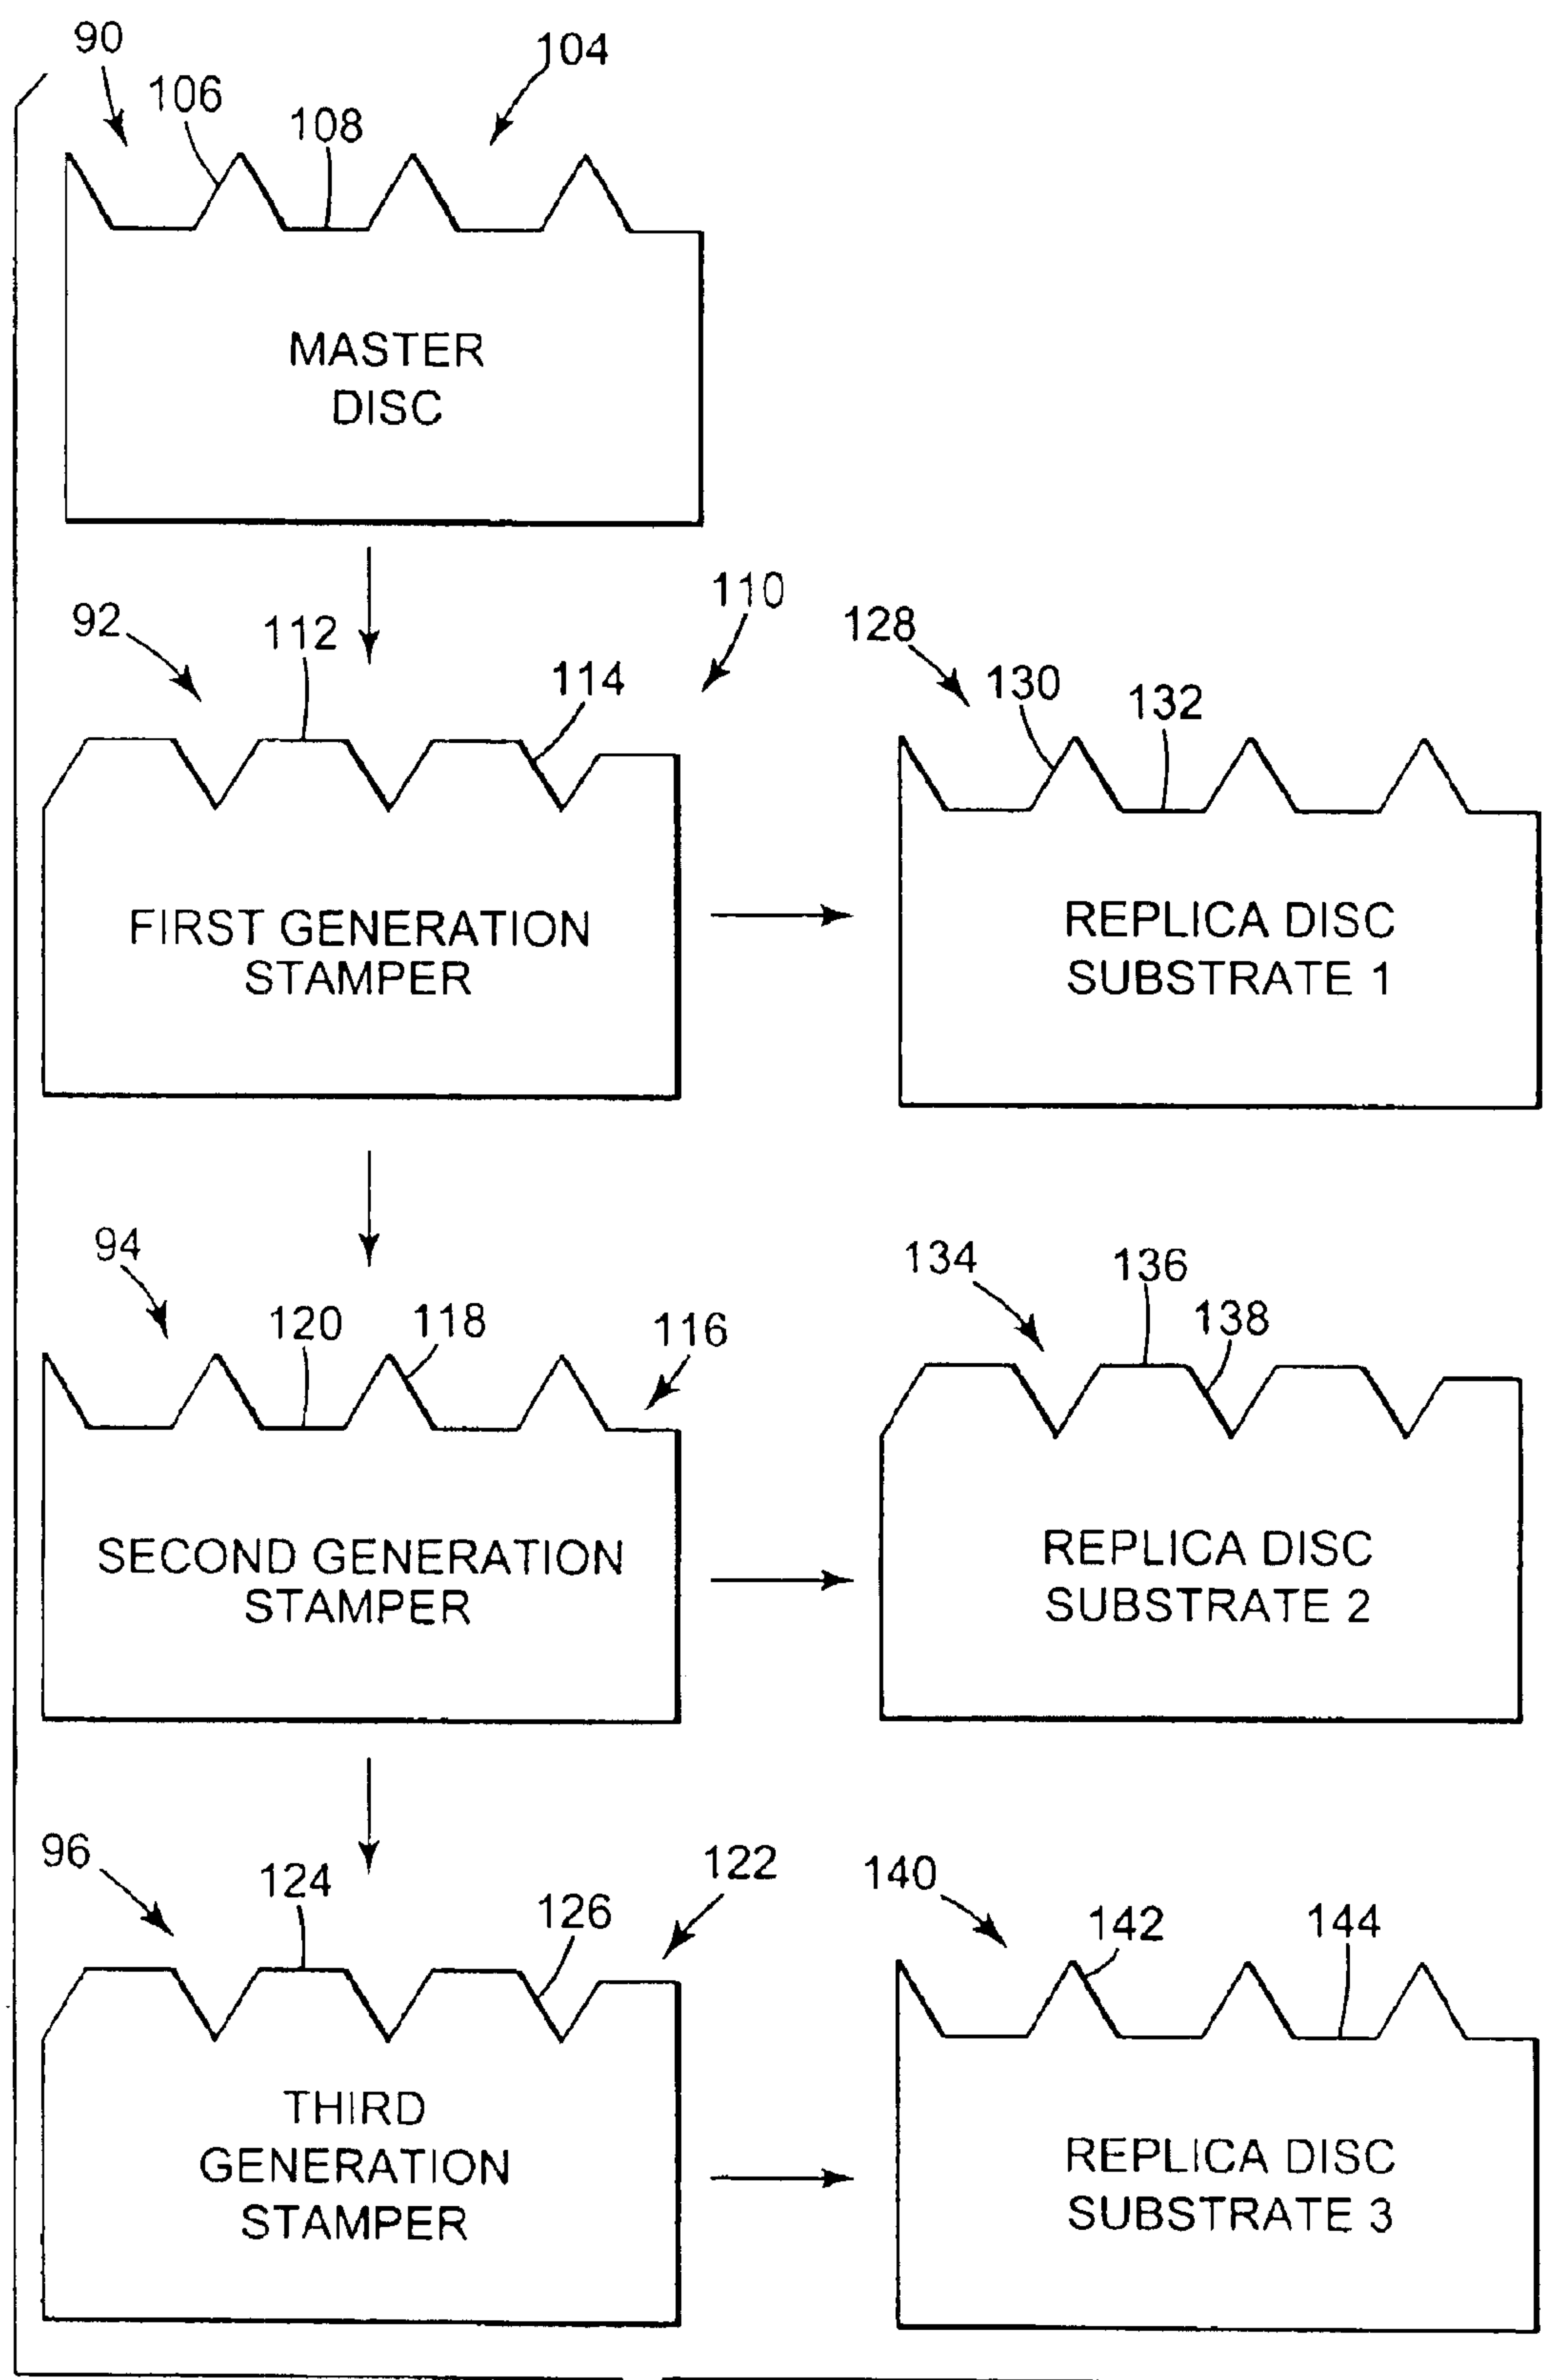 90
104
106
108
MASTER
DISC
92
112
110
114
128
130
132
FIRST GENERATION
STAMPER
REPLICA DISC
SUBSTRATE 1
94
120
118
116
134
136
138
SECOND GENERATION
STAMPER
REPLICA DISC
SUBSTRATE 2
96
124
126
122
140
142
144
THIRD
GENERATION
STAMPER
REPLICA DISC
SUBSTRATE 3